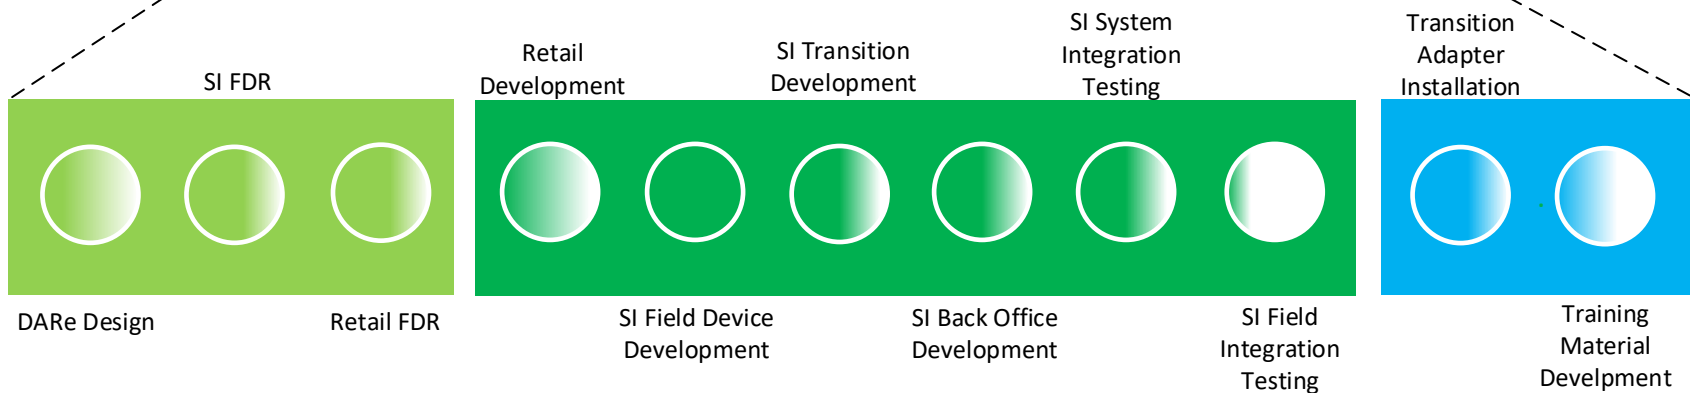 SI FDR
Retail
Development
SI Transition
Development
SI System
Integration
Testing
Transition
Adapter
Installation
DARe Design
Retail FDR
SI Field Device
Development
SI Back Office
Development
SI Field
Integration
Testing
Training
Material
Develpment